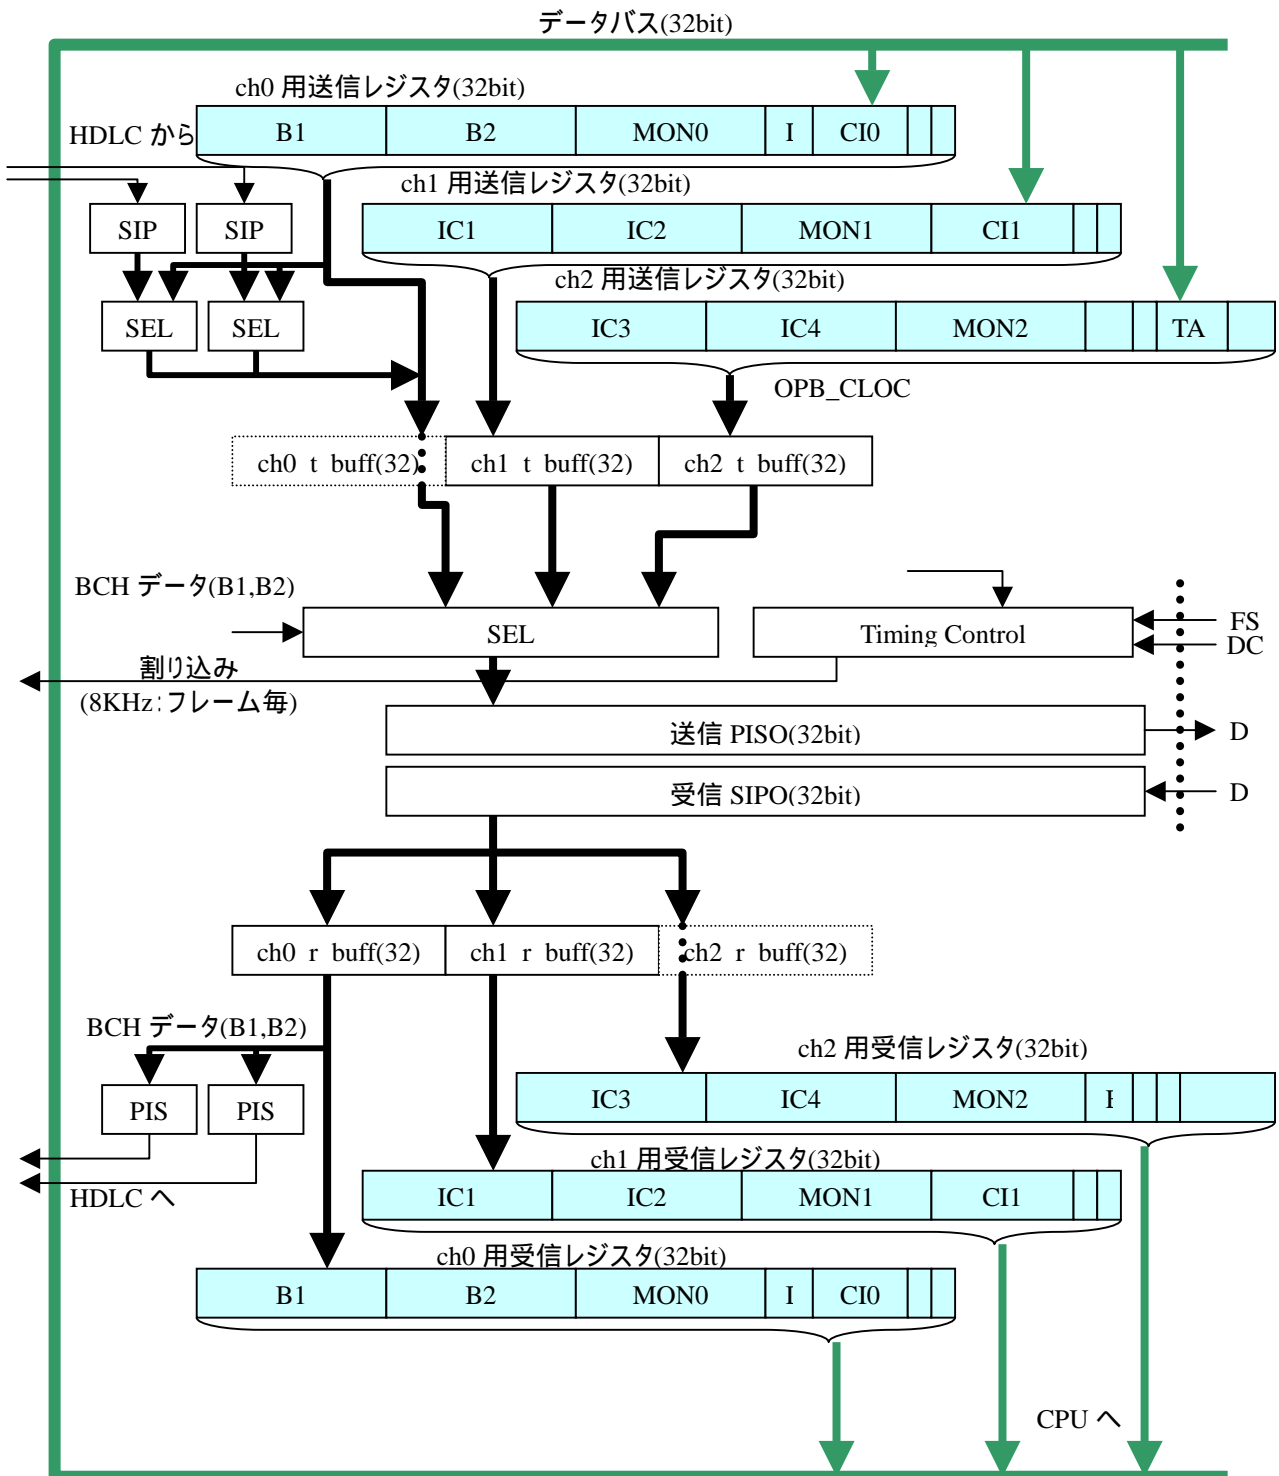 データバス(32bit)
ch0 用送信レジスタ(32bit)
HDLC から
B1 B2 MON0 I CI0
ch1 用送信レジスタ(32bit)
SIP SIP
IC1 IC2 MON1 CI1
ch2 用送信レジスタ(32bit)
SEL SEL
IC3 IC4 MON2 TA
OPB_CLOC
ch0 t buff(32) ch1 t buff(32) ch2 t buff(32)
BCH データ(B1,B2)
SEL
Timing Control
FS
DC
割り込み
(8KHz:フレーム毎)
送信 PISO(32bit)
D
受信 SIPO(32bit)
D
ch0 r buff(32) ch1 r buff(32) ch2 r buff(32)
BCH データ(B1,B2)
ch2 用受信レジスタ(32bit)
PIS PIS
IC3 IC4 MON2
ch1 用受信レジスタ(32bit)
HDLC へ
IC1 IC2 MON1 CI1
ch0 用受信レジスタ(32bit)
B1 B2 MON0 I CI0
CPU へ